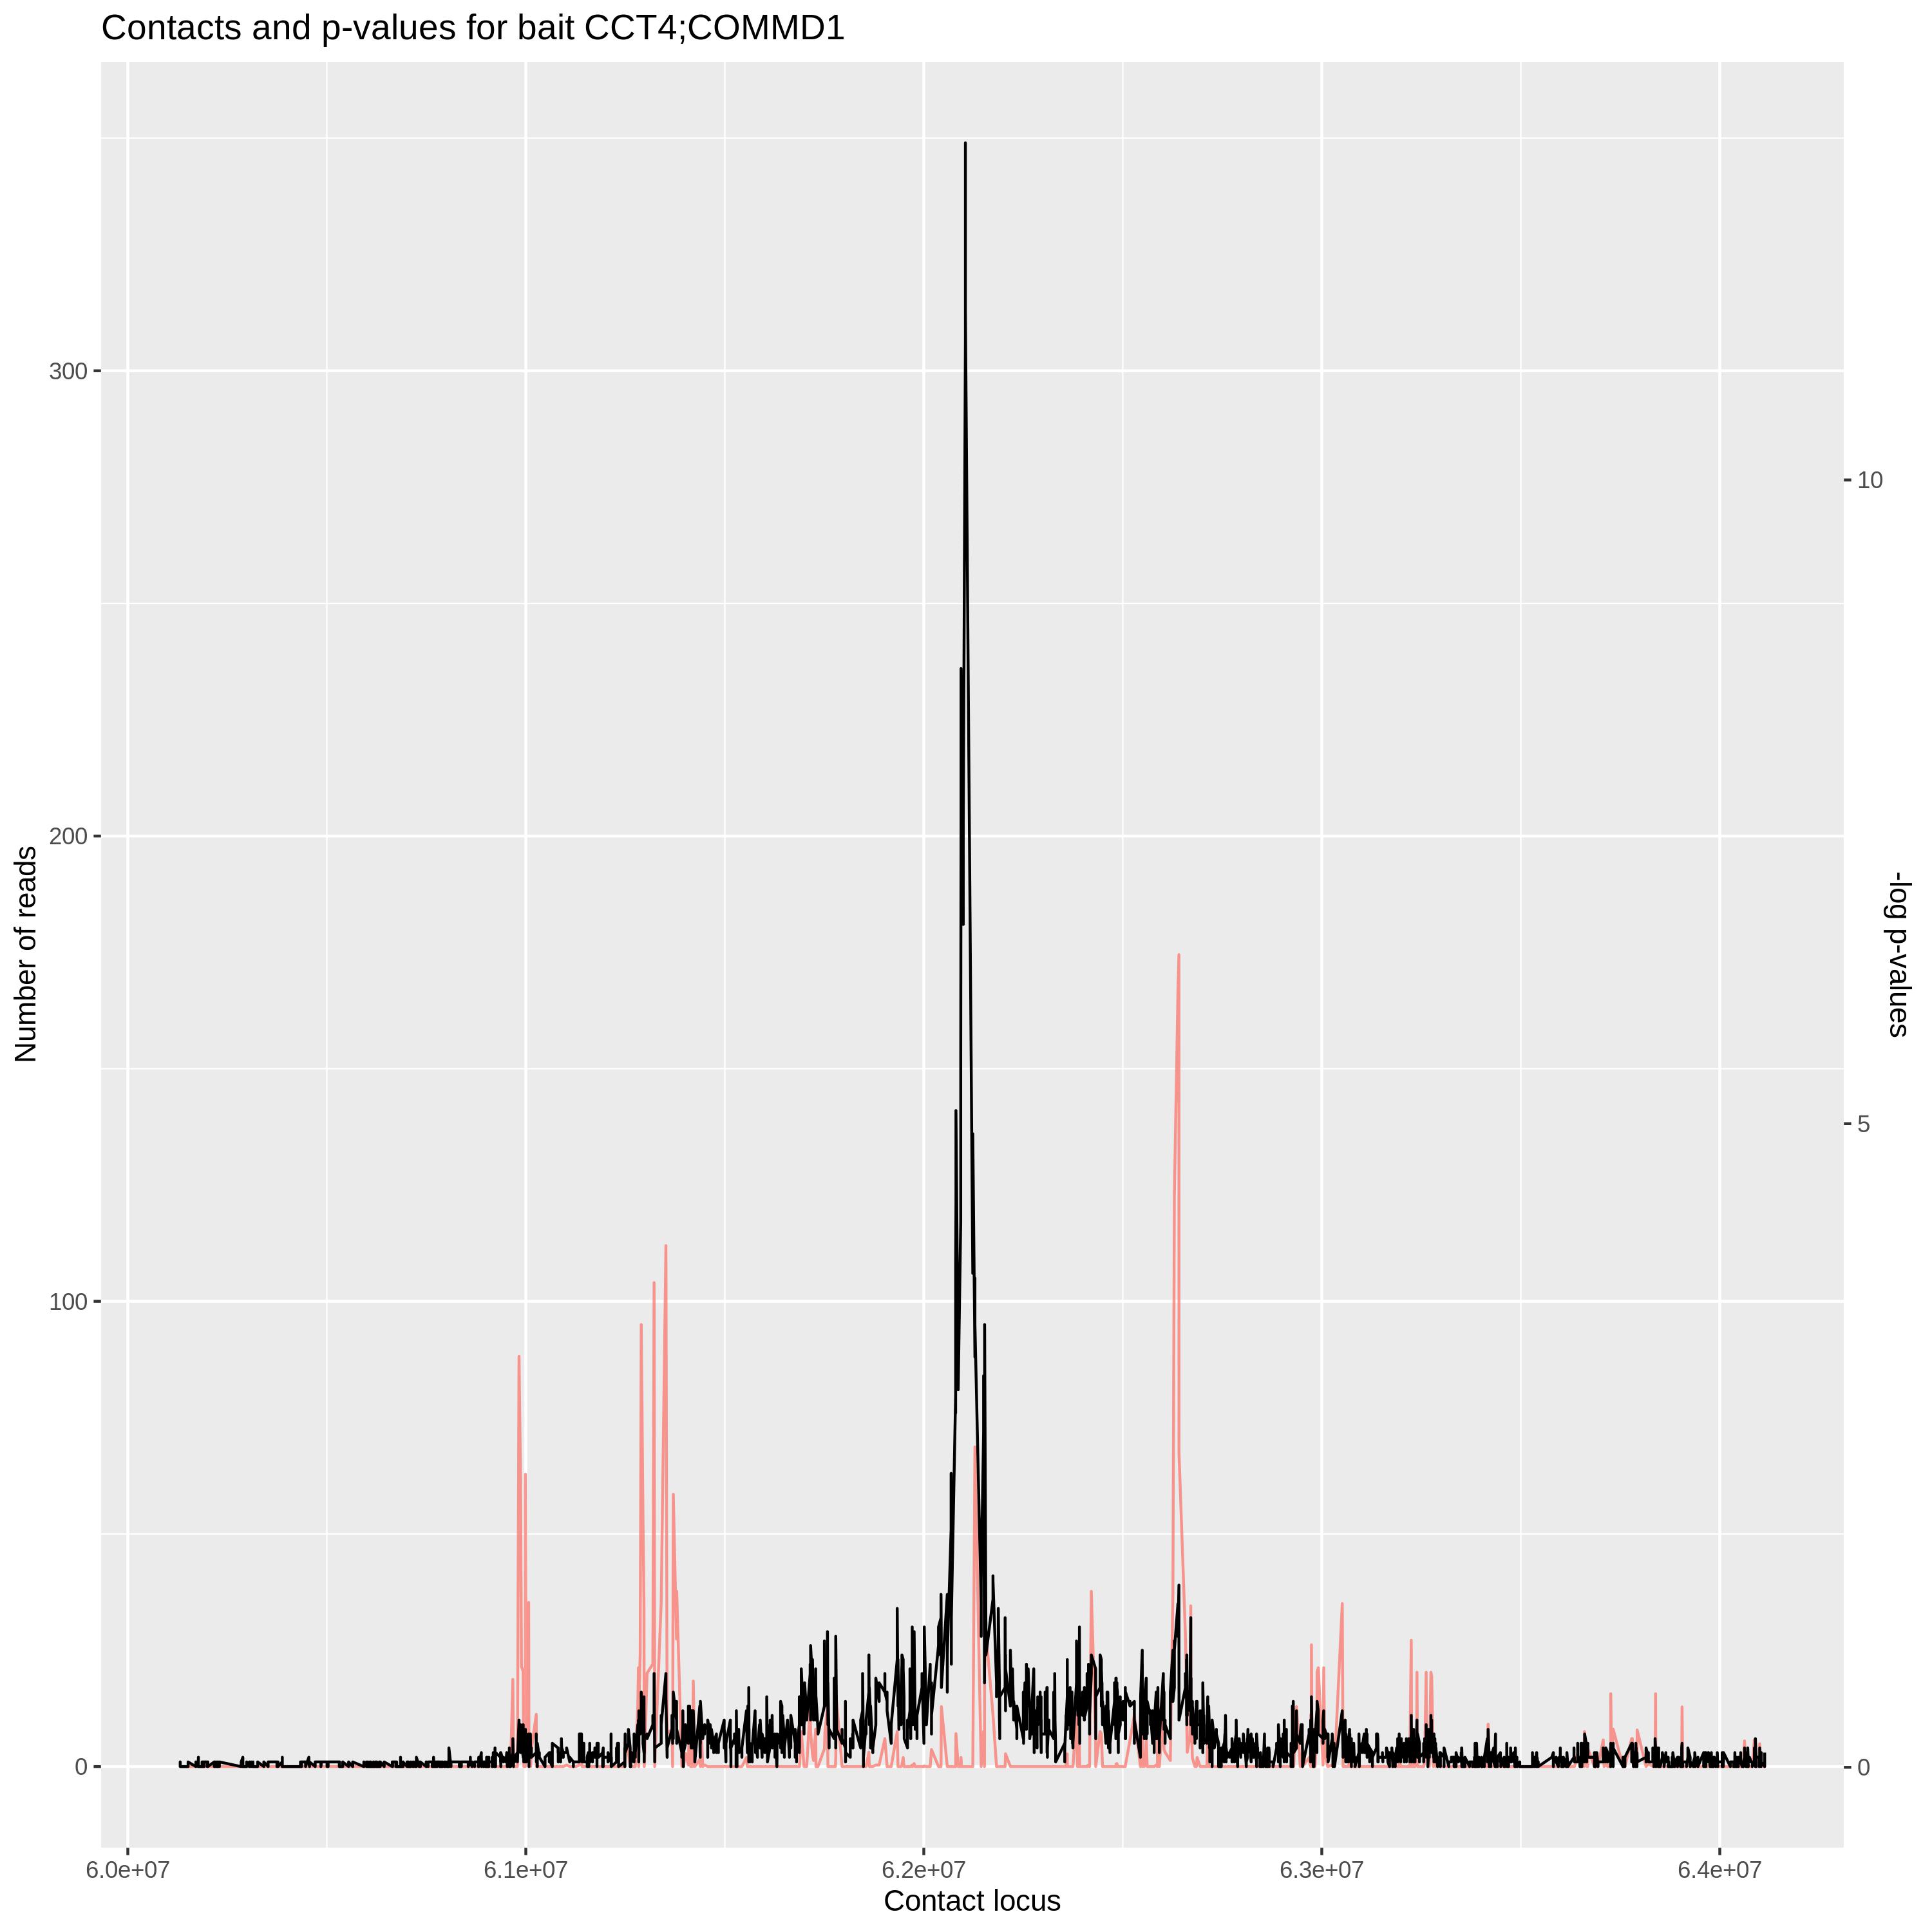 Contacts and p-values for bait CCT4;COMMD1
Number of reads
300
200
100
0
10
5
0
-log p-values
6.0e+07
6.1e+07
6.2e+07
6.3e+07
6.4e+07
Contact locus